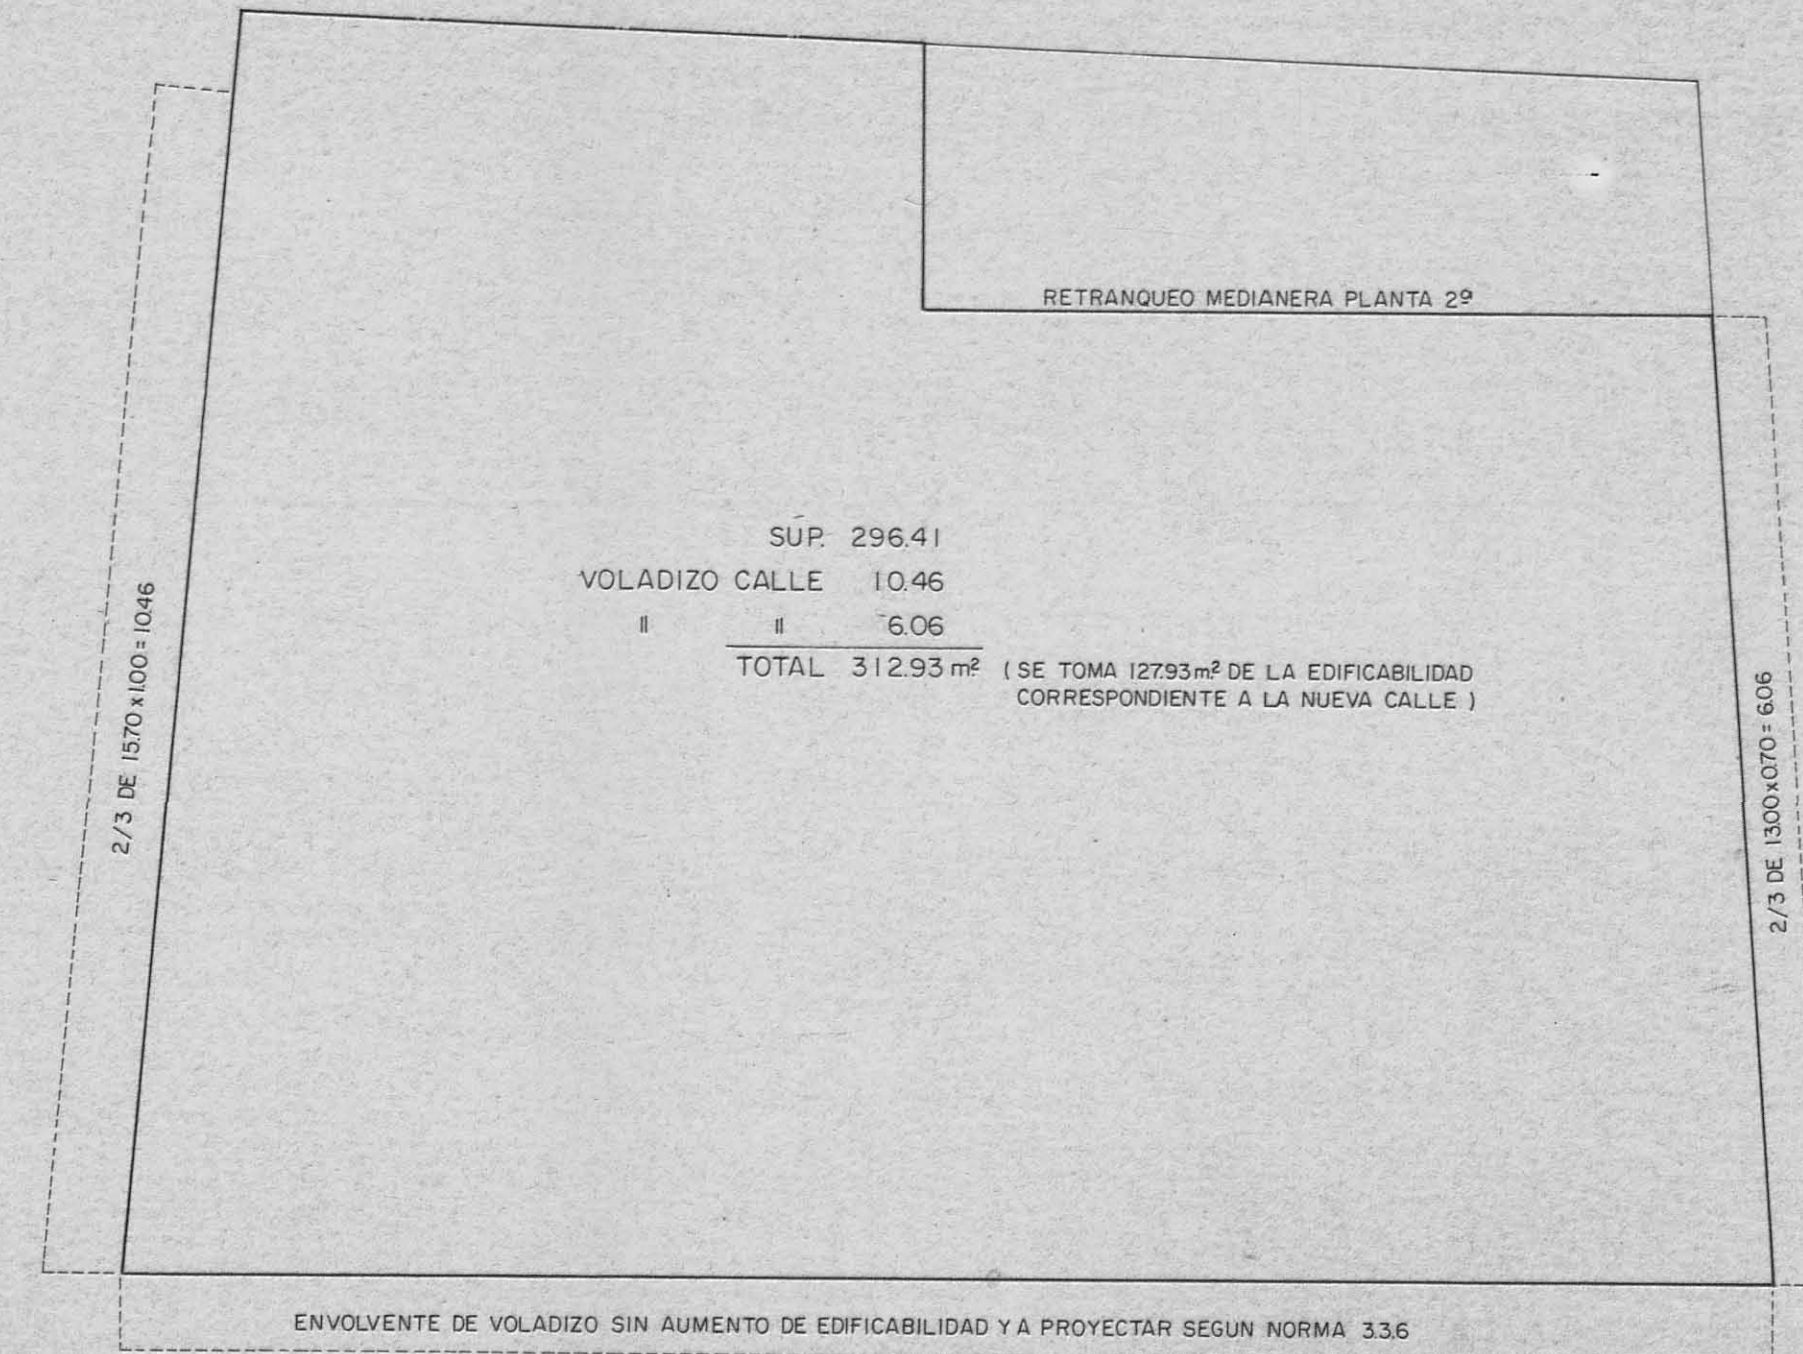 RETRANQUEO MEDIANERA PLANTA 2ª
SUP. 296.41
VOLADIZO CALLE 10.46
" " 6.06
TOTAL 312.93 m² (SE TOMA 127.93 m² DE LA EDIFICABILIDAD
CORRESPONDIENTE A LA NUEVA CALLE)
2/3 DE 15.70 x 1.00 = 10.46
2/3 DE 13.00 x 0.70 = 6.06
ENVOLVENTE DE VOLADIZO SIN AUMENTO DE EDIFICABILIDAD Y A PROYECTAR SEGUN NORMA 3.3.6